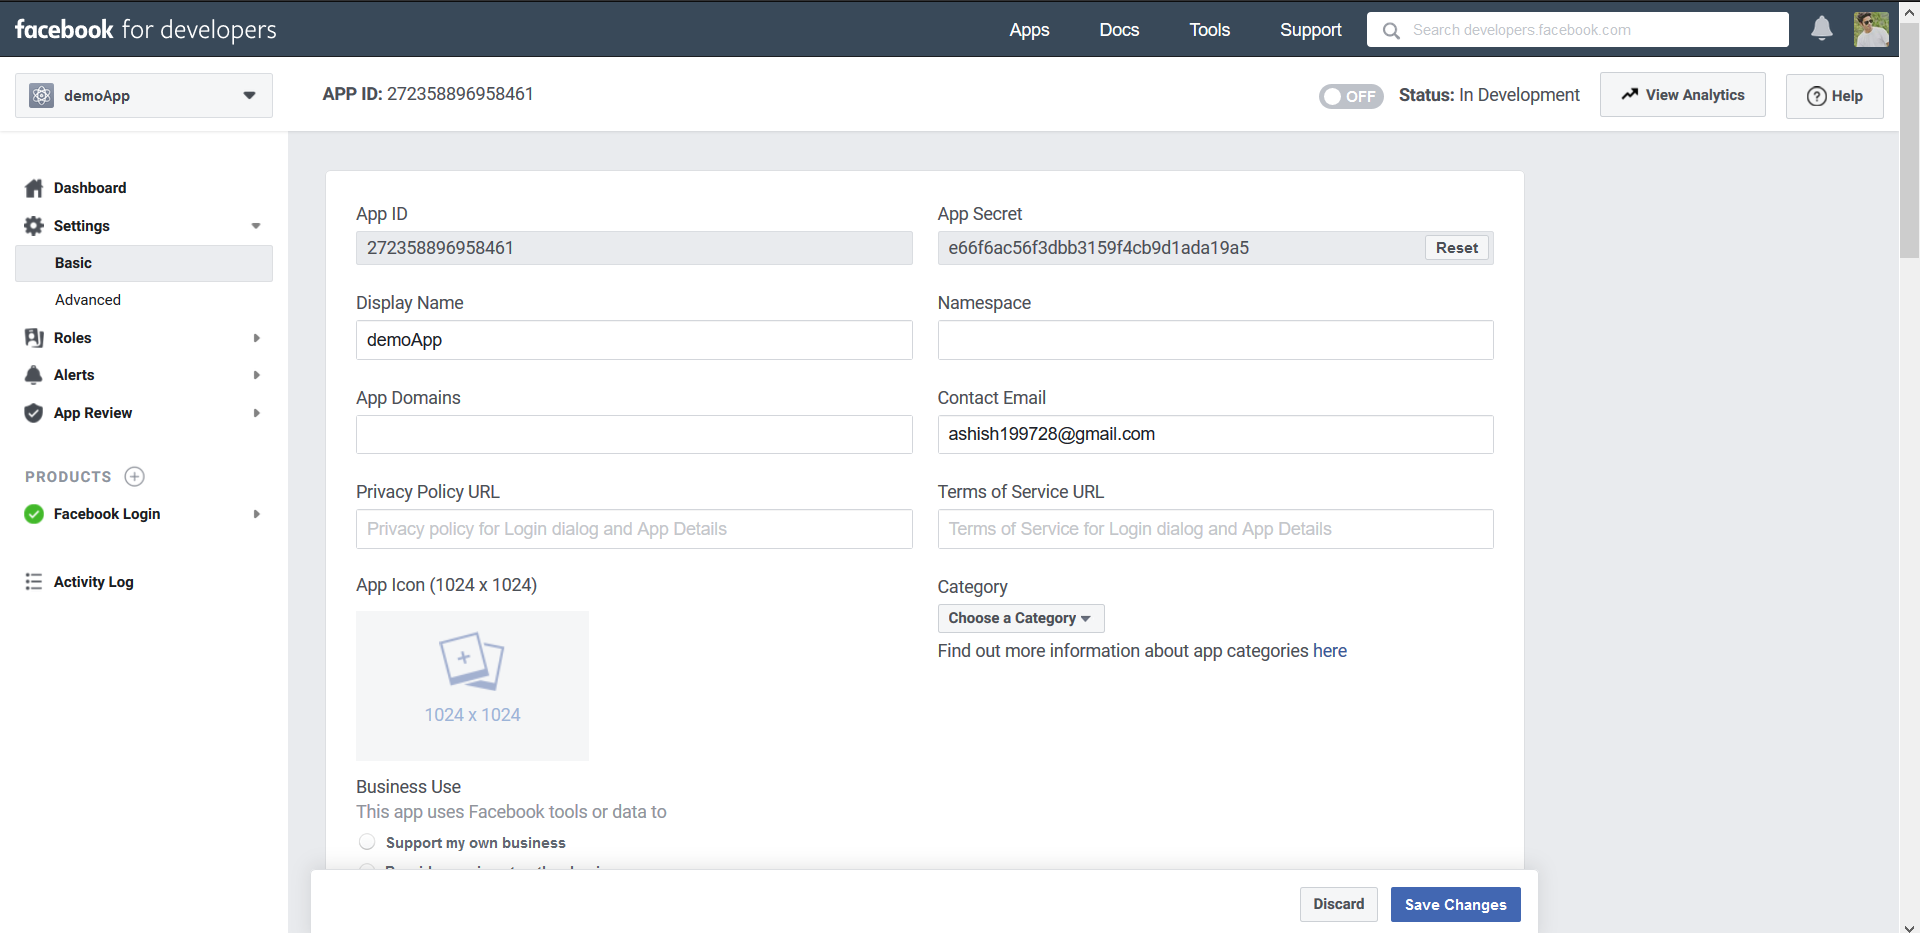 facebook for developers
Apps Docs Tools Support Search developers.facebook.com
demoApp
APP ID: 272358896958461
OFF Status: In Development View Analytics Help
Dashboard
Settings
Basic
Advanced
Roles
Alerts
App Review
PRODUCTS
Facebook Login
Activity Log
App ID
272358896958461
App Secret
e66f6ac56f3dbb3159f4cb9d1ada19a5 Reset
Display Name
demoApp
Namespace
App Domains
Contact Email
ashish199728@gmail.com
Privacy Policy URL
Privacy policy for Login dialog and App Details
Terms of Service URL
Terms of Service for Login dialog and App Details
App Icon (1024 x 1024)
1024 x 1024
Category
Choose a Category
Find out more information about app categories here
Business Use
This app uses Facebook tools or data to
Support my own business
Discard Save Changes